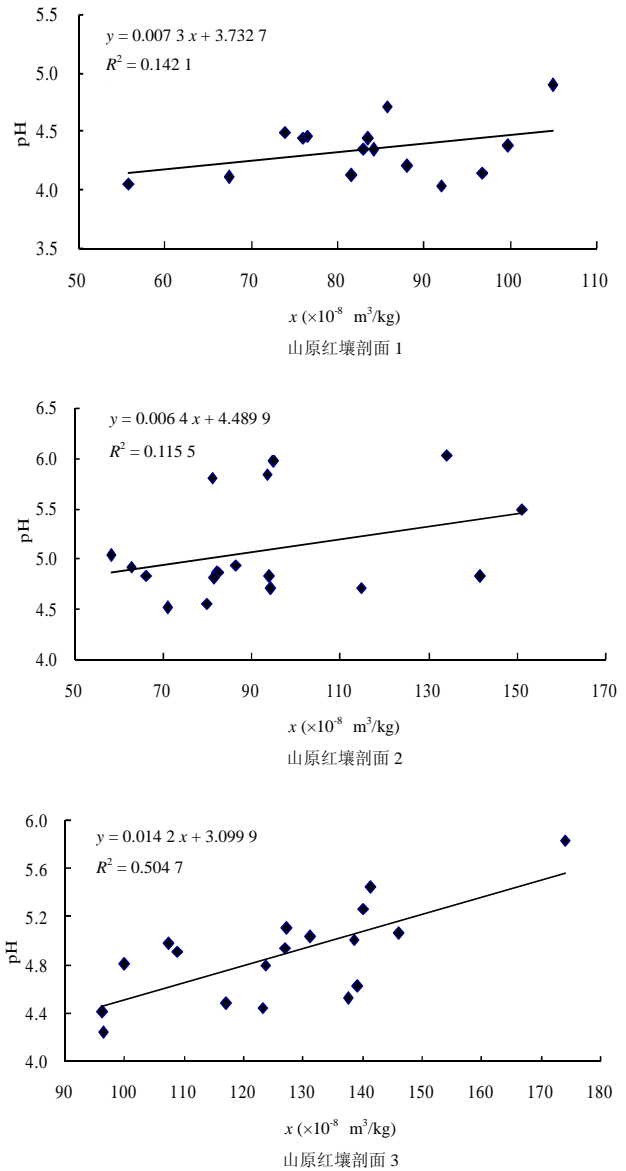 y = 0.007 3 x + 3.732 7
R² = 0.142 1
5.5
5.0
4.5
4.0
3.5
pH
50 60 70 80 90 100 110
x (×10⁻⁸ m³/kg)
山原红壤剖面 1
y = 0.006 4 x + 4.489 9
R² = 0.115 5
6.5
6.0
5.5
5.0
4.5
4.0
pH
50 70 90 110 130 150 170
x (×10⁻⁸ m³/kg)
山原红壤剖面 2
y = 0.014 2 x + 3.099 9
R² = 0.504 7
6.0
5.6
5.2
4.8
4.4
4.0
pH
90 100 110 120 130 140 150 160 170 180
x (×10⁻⁸ m³/kg)
山原红壤剖面 3